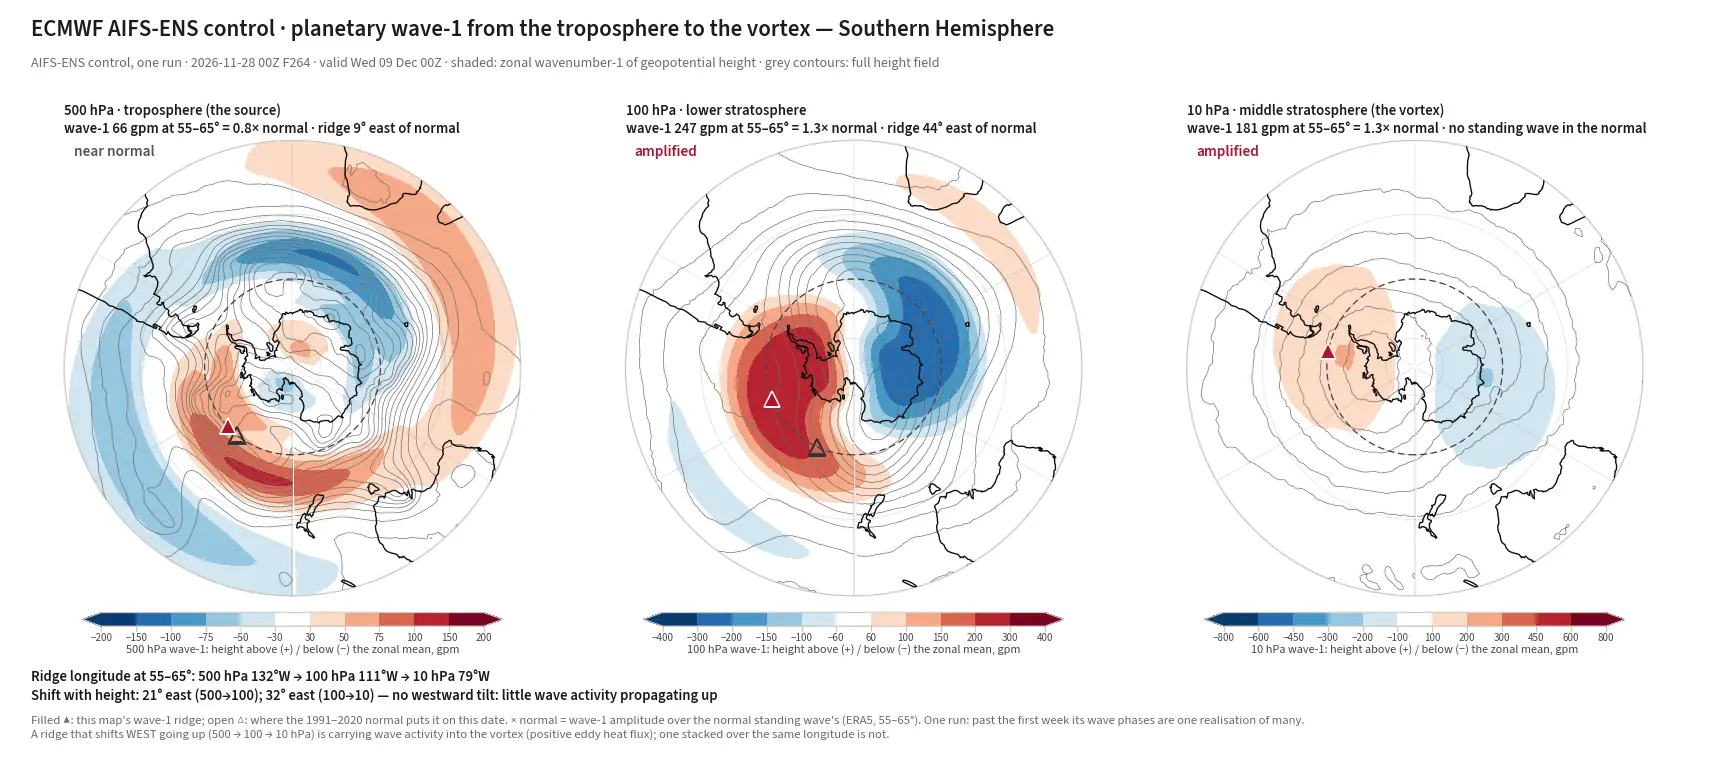 ECMWF AIFS-ENS control · planetary wave-1 from the troposphere to the vortex — Southern Hemisphere
AIFS-ENS control, one run · 2026-11-28 00Z F264 · valid Wed 09 Dec 00Z · shaded: zonal wavenumber-1 of geopotential height · grey contours: full height field
500 hPa · troposphere (the source)
wave-1 66 gpm at 55–65° = 0.8× normal · ridge 9° east of normal
near normal
100 hPa · lower stratosphere
wave-1 247 gpm at 55–65° = 1.3× normal · ridge 44° east of normal
amplified
10 hPa · middle stratosphere (the vortex)
wave-1 181 gpm at 55–65° = 1.3× normal · no standing wave in the normal
amplified
−200 −150 −100 −75 −50 −30 30 50 75 100 150 200
500 hPa wave-1: height above (+) / below (−) the zonal mean, gpm
−400 −300 −200 −150 −100 −60 60 100 150 200 300 400
100 hPa wave-1: height above (+) / below (−) the zonal mean, gpm
−800 −600 −450 −300 −200 −100 100 200 300 450 600 800
10 hPa wave-1: height above (+) / below (−) the zonal mean, gpm
Ridge longitude at 55–65°: 500 hPa 132°W → 100 hPa 111°W → 10 hPa 79°W
Shift with height: 21° east (500→100); 32° east (100→10) — no westward tilt: little wave activity propagating up
Filled ▲: this map's wave-1 ridge; open △: where the 1991–2020 normal puts it on this date. × normal = wave-1 amplitude over the normal standing wave's (ERA5, 55–65°). One run: past the first week its wave phases are one realisation of many.
A ridge that shifts WEST going up (500 → 100 → 10 hPa) is carrying wave activity into the vortex (positive eddy heat flux); one stacked over the same longitude is not.